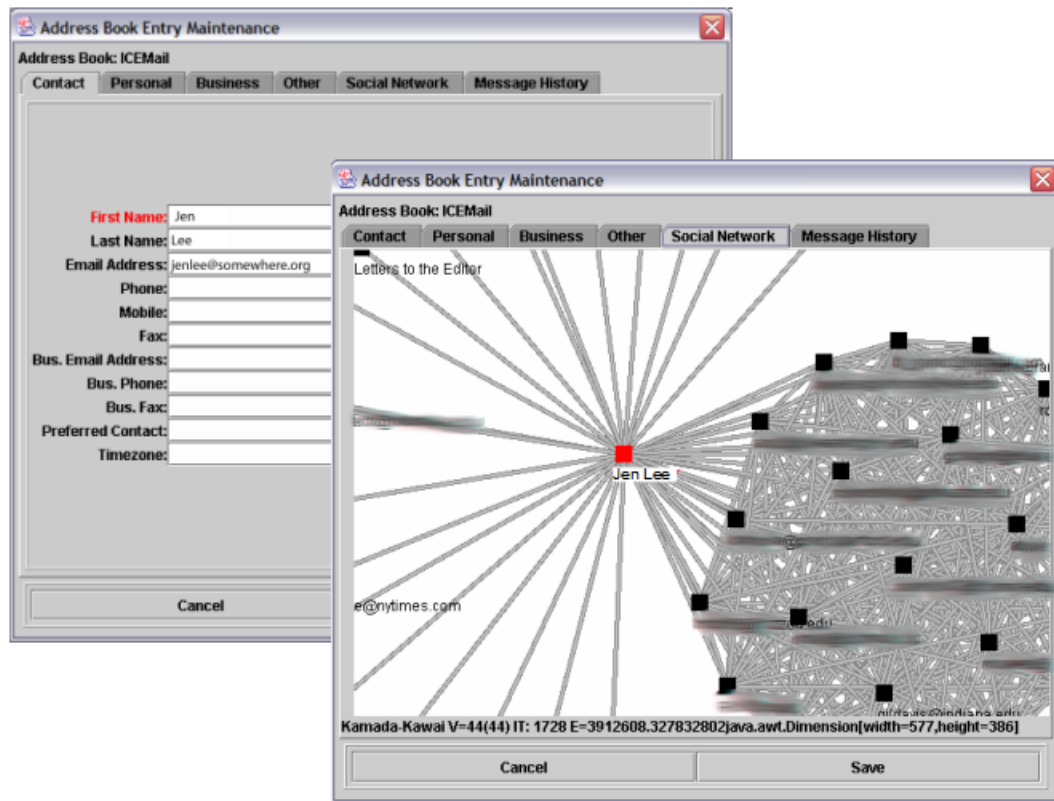 Address Book Entry Maintenance
Address Book: ICEMail
Contact Personal Business Other Social Network Message History
First Name: Jen
Last Name: Lee
Email Address: jenlee@somewhere.org
Phone:
Mobile:
Fax:
Bus. Email Address:
Bus. Phone:
Bus. Fax:
Preferred Contact:
Timezone:
Cancel
Address Book Entry Maintenance
Address Book: ICEMail
Contact Personal Business Other Social Network Message History
Letters to the Editor
Jen Lee
e@nytimes.com
edu
Kamada-Kawai V=44(44) IT: 1728 E=3912608.327832802java.awt.Dimension[width=577,height=386]
Cancel Save